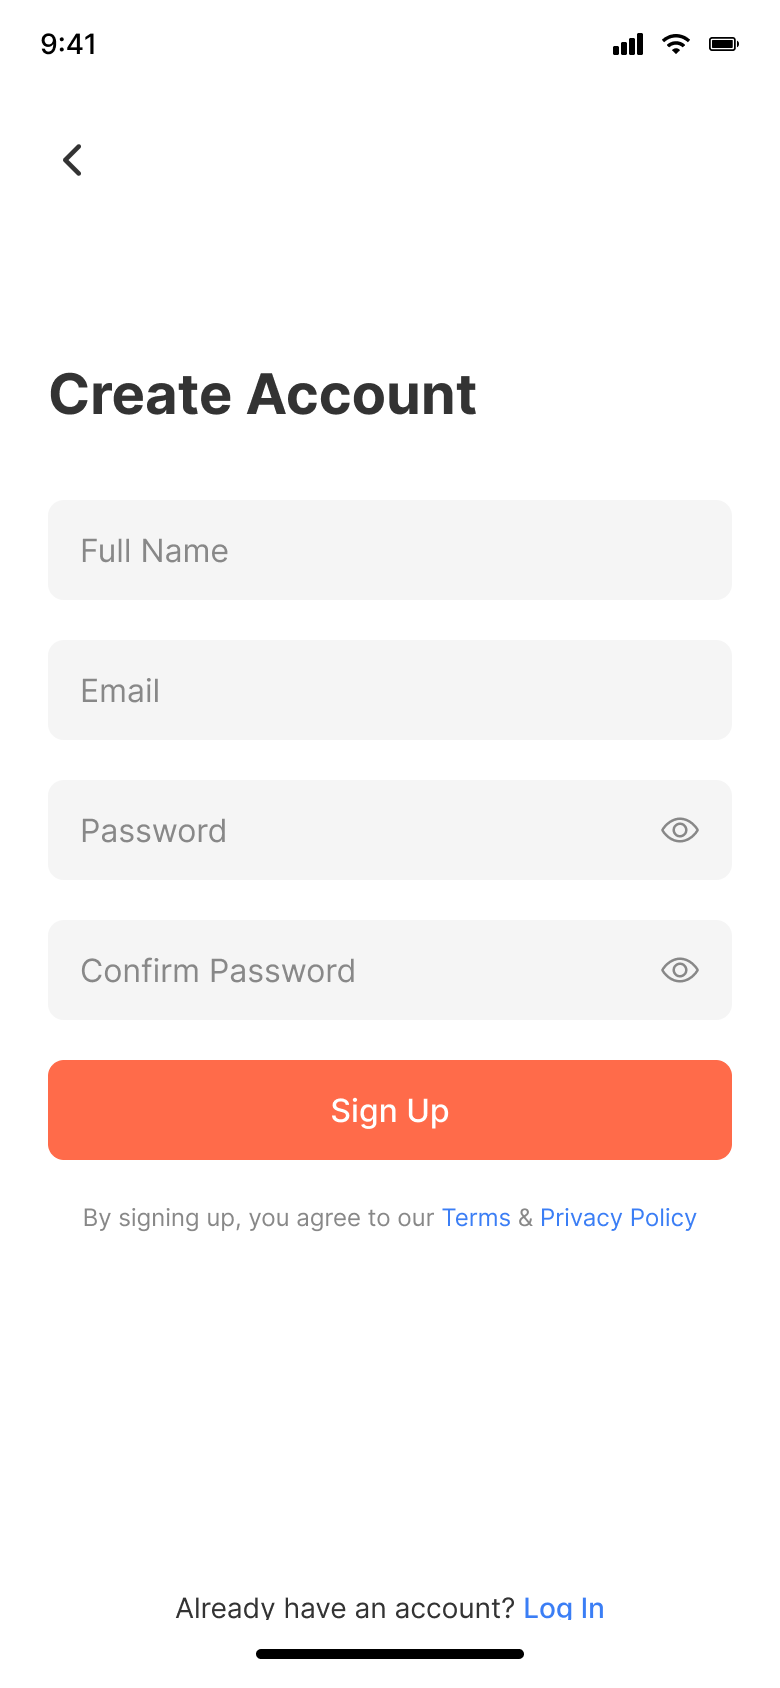 9:41
Create Account
Full Name
Email
Password
Confirm Password
Sign Up
By signing up, you agree to our Terms & Privacy Policy
Already have an account? Log In